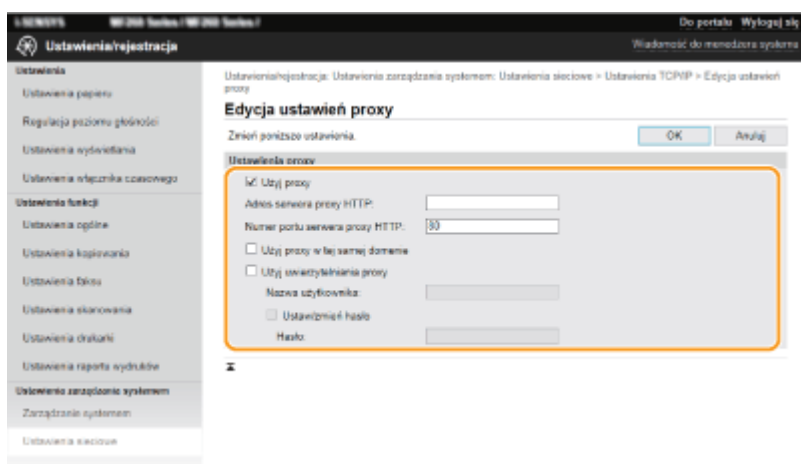 Do portalu Wyloguj się
Ustawienia/rejestracja
Wiadomość do menedżera systemu
Ustawienia
Ustawienia papieru
Regulacja poziomu głośności
Ustawienia wyświetlania
Ustawienia włącznika czasowego
Ustawienia funkcji
Ustawienia ogólne
Ustawienia kopiowania
Ustawienia faksu
Ustawienia skanowania
Ustawienia drukarki
Ustawienia raportu wydruków
Ustawienia zarządzania systemem
Zarządzanie systemem
Ustawienia sieciowe
Ustawienia/rejestracja: Ustawienia zarządzania systemem: Ustawienia sieciowe > Ustawienia TCP/IP > Edycja ustawień
proxy
Edycja ustawień proxy
Zmień poniższe ustawienia.
OK Anuluj
Ustawienia proxy
Użyj proxy
Adres serwera proxy HTTP:
Numer portu serwera proxy HTTP: 80
Użyj proxy w tej samej domenie
Użyj uwierzytelniania proxy
Nazwa użytkownika:
Ustaw/zmień hasło
Hasło: